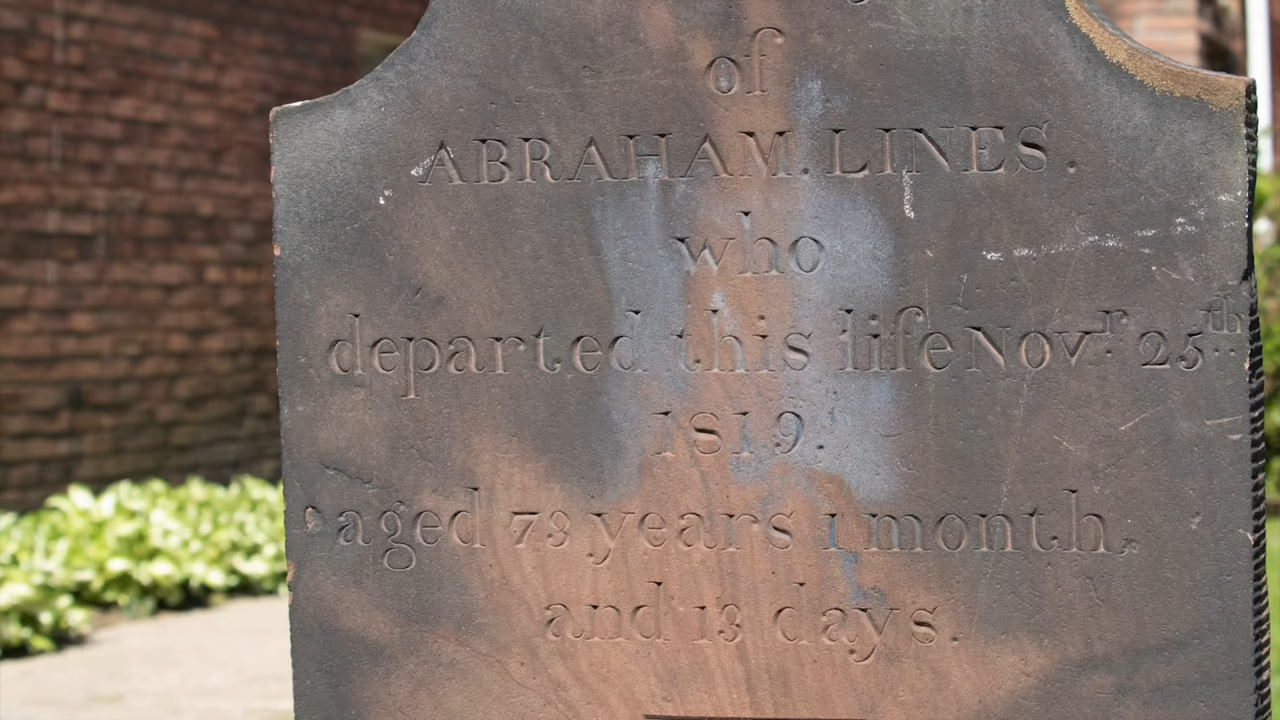 of
ABRAHAM. LINES.
who
departed this life Novʳ. 25ᵗʰ
1819.
aged 73 years 1 month,
and 13 days.